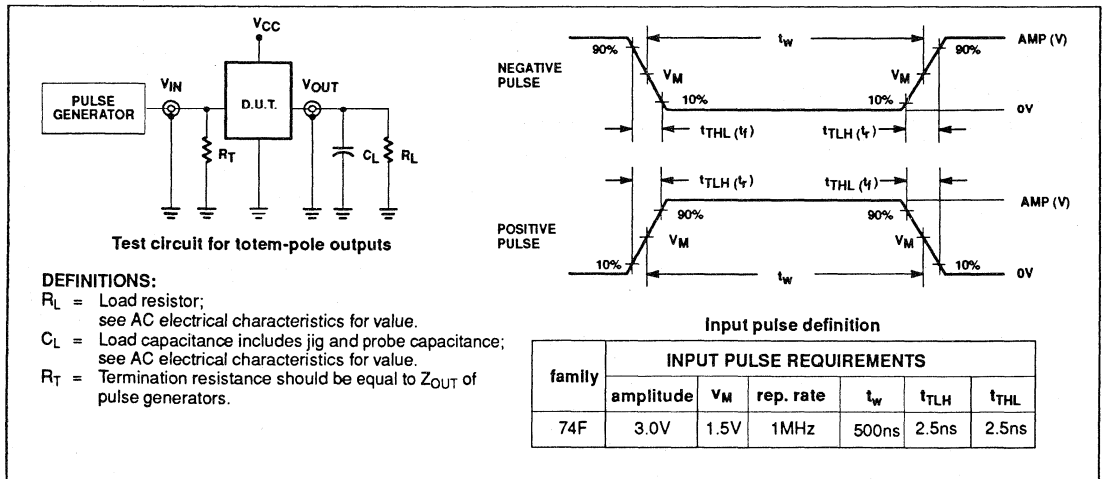 VCC
VIN
VOUT
PULSE
GENERATOR
D.U.T.
RT
CL
RL
Test circuit for totem-pole outputs
DEFINITIONS:
RL = Load resistor;
see AC electrical characteristics for value.
CL = Load capacitance includes jig and probe capacitance;
see AC electrical characteristics for value.
RT = Termination resistance should be equal to ZOUT of
pulse generators.
NEGATIVE
PULSE
90%
tw
90%
AMP (V)
VM
VM
10%
10%
0V
tTHL (tf)
tTLH (tr)
tTLH (tr)
tTHL (tf)
AMP (V)
POSITIVE
PULSE
90%
90%
VM
VM
10%
tw
10%
0V
Input pulse definition
family
INPUT PULSE REQUIREMENTS
amplitude VM rep. rate tw tTLH tTHL
74F 3.0V 1.5V 1MHz 500ns 2.5ns 2.5ns